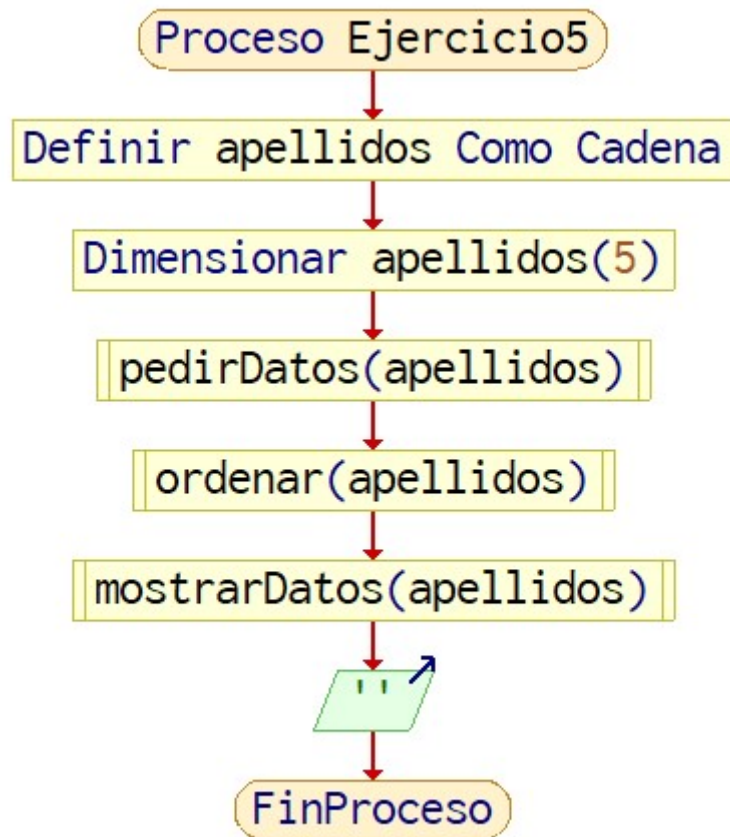 Proceso Ejercicio5
Definir apellidos Como Cadena
Dimensionar apellidos(5)
pedirDatos(apellidos)
ordenar(apellidos)
mostrarDatos(apellidos)
''
FinProceso